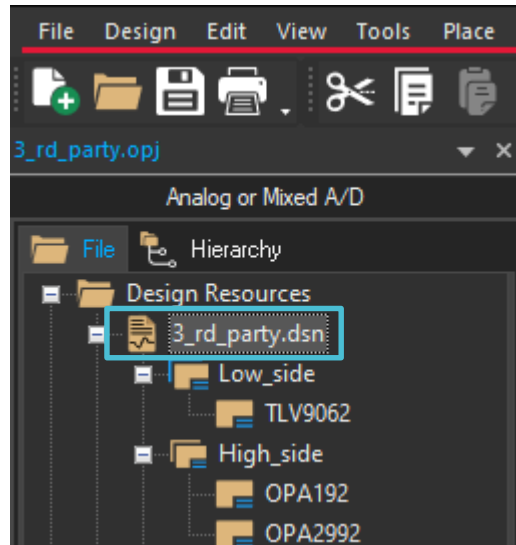 File Design Edit View Tools Place
3_rd_party.opj
Analog or Mixed A/D
File Hierarchy
Design Resources
3_rd_party.dsn
Low_side
TLV9062
High_side
OPA192
OPA2992